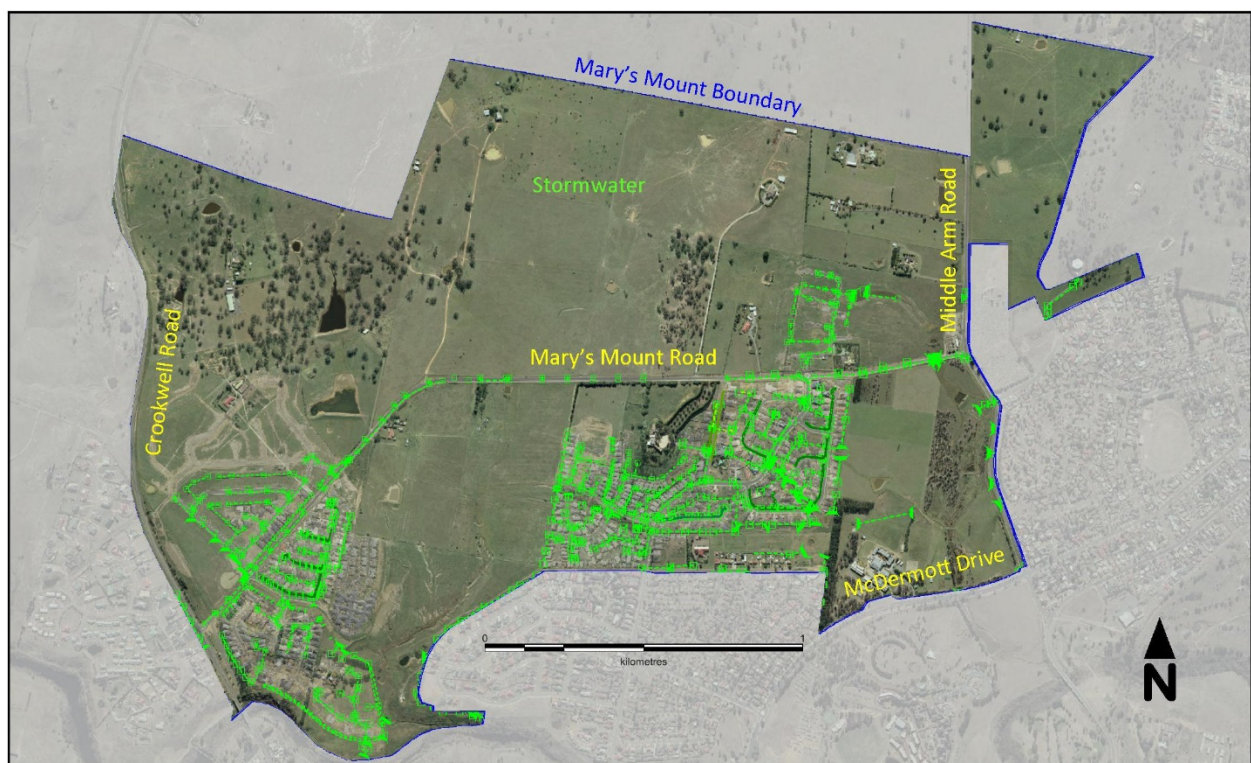 Mary's Mount Boundary
Stormwater
Middle Arm Road
Mary's Mount Road
Crookwell Road
McDermott Drive
0 1
kilometres
N